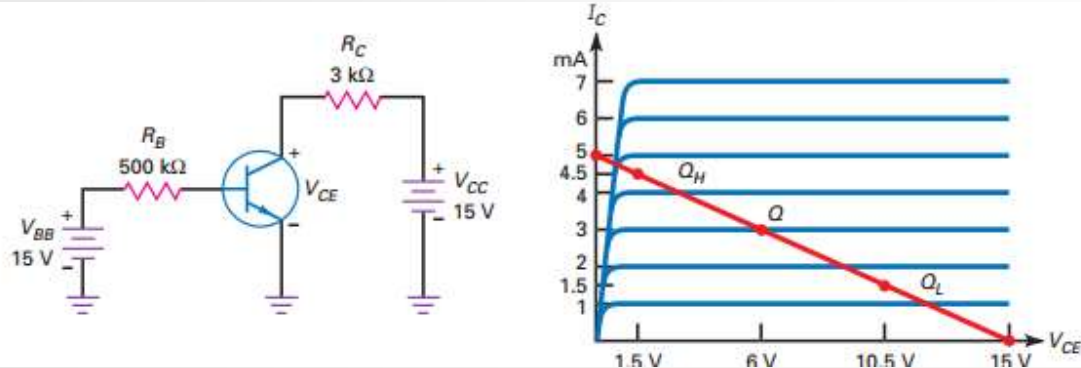 R_C
3 kΩ
R_B
500 kΩ
+
V_CE
−
+
V_CC
15 V
−
+
V_BB
15 V
−
I_C
mA
7
6
5
4.5
4
3
2
1.5
1
Q_H
Q
Q_L
V_CE
1.5 V
6 V
10.5 V
15 V